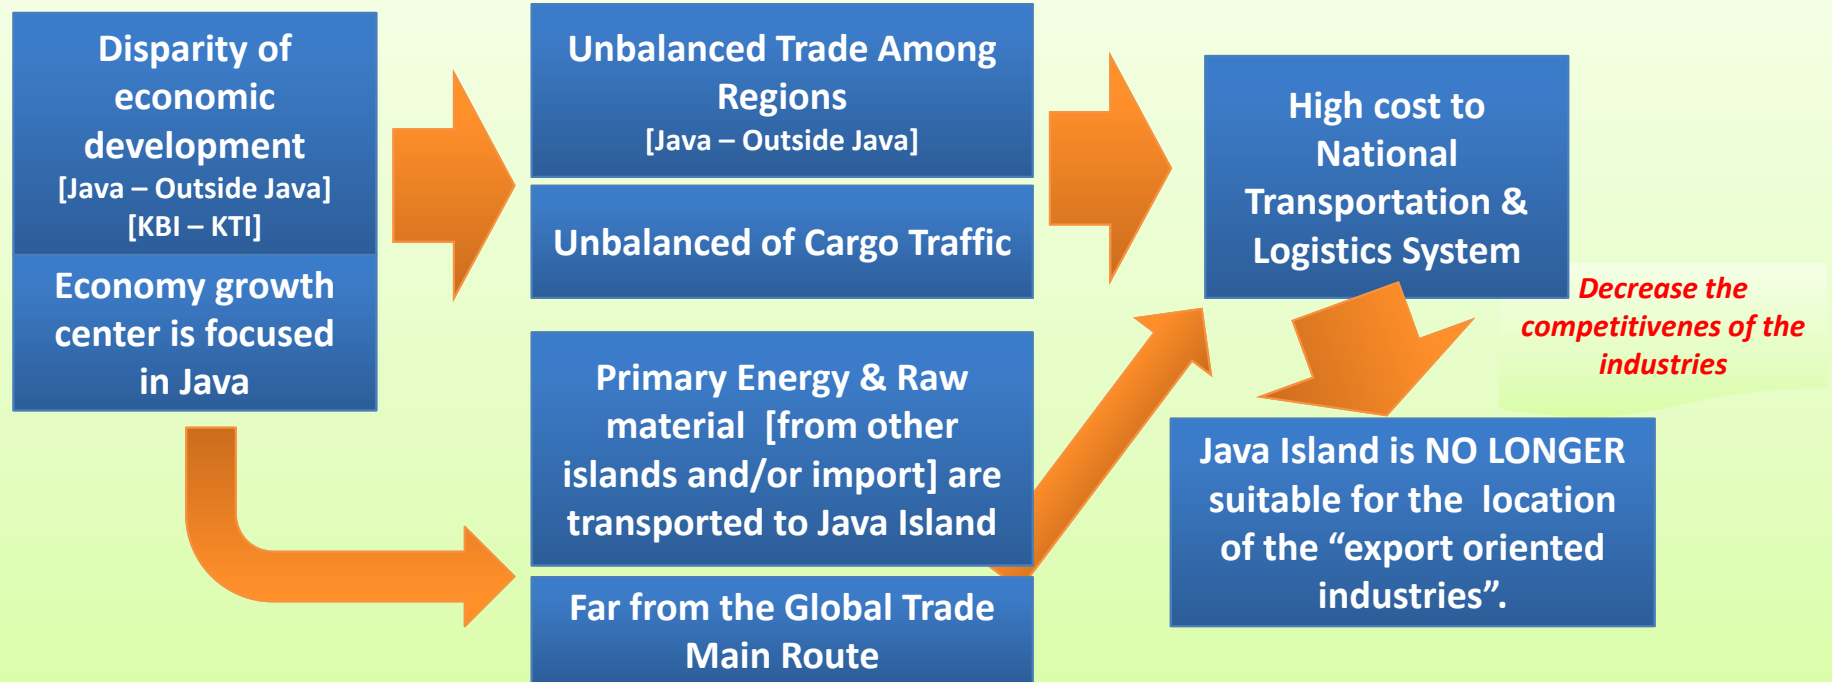 Disparity of
economic
development
[Java – Outside Java]
[KBI – KTI]
Economy growth
center is focused
in Java
Unbalanced Trade Among
Regions
[Java – Outside Java]
Unbalanced of Cargo Traffic
Primary Energy & Raw
material [from other
islands and/or import] are
transported to Java Island
Far from the Global Trade
Main Route
High cost to
National
Transportation &
Logistics System
Decrease the
competitivenes of the
industries
Java Island is NO LONGER
suitable for the location
of the “export oriented
industries”.